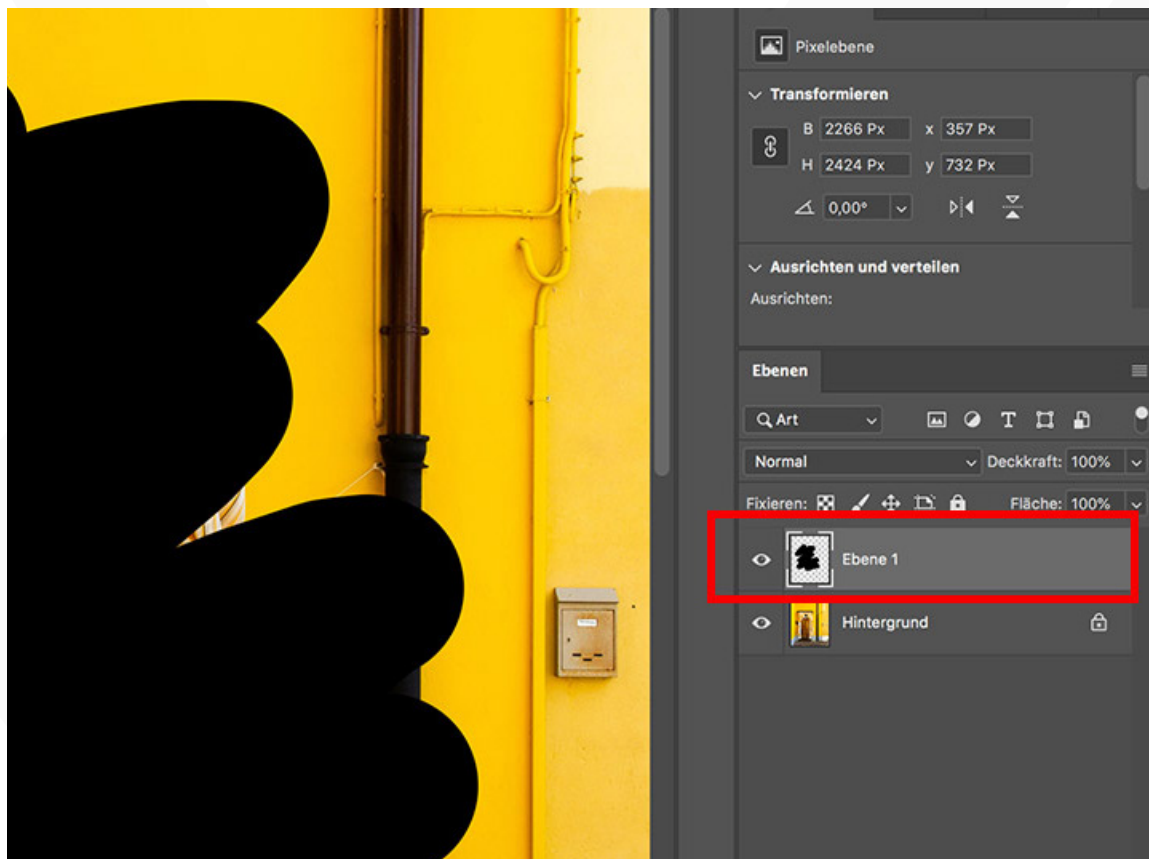 Pixelebene
Transformieren
B 2266 Px x 357 Px
H 2424 Px y 732 Px
0,00°
Ausrichten und verteilen
Ausrichten:
Ebenen
Art
Normal Deckkraft: 100%
Fixieren: Fläche: 100%
Ebene 1
Hintergrund